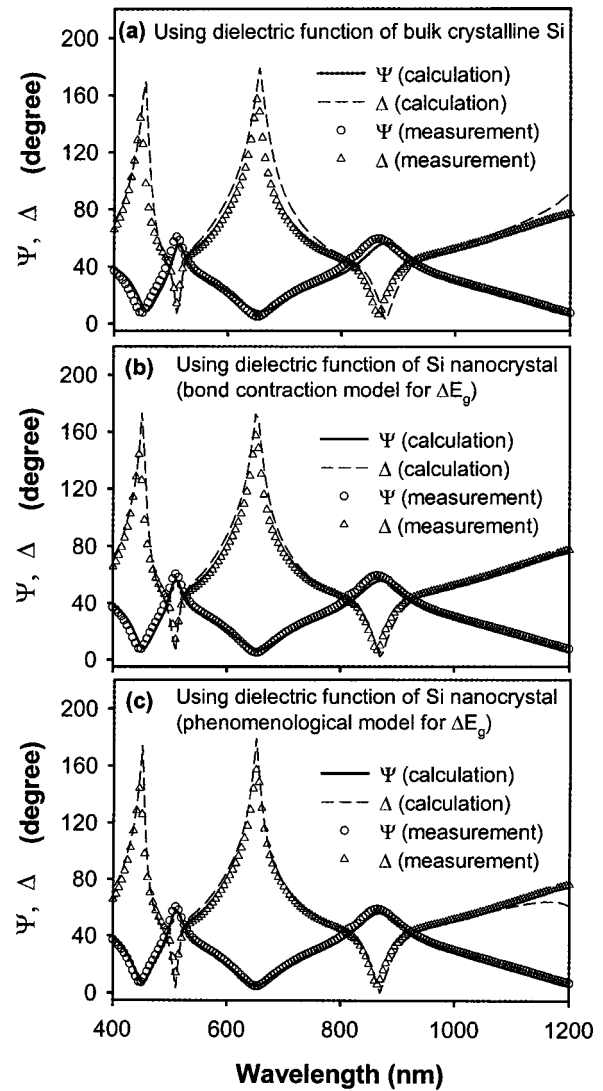 220
(a) Using dielectric function of bulk crystalline Si
Ψ (calculation)
Δ (calculation)
Ψ (measurement)
Δ (measurement)
Ψ, Δ (degree)
160
120
80
40
0
(b) Using dielectric function of Si nanocrystal
(bond contraction model for ΔEg)
Ψ (calculation)
Δ (calculation)
Ψ (measurement)
Δ (measurement)
Ψ, Δ (degree)
200
160
120
80
40
0
(c) Using dielectric function of Si nanocrystal
(phenomenological model for ΔEg)
Ψ (calculation)
Δ (calculation)
Ψ (measurement)
Δ (measurement)
Ψ, Δ (degree)
200
160
120
80
40
0
400 600 800 1000 1200
Wavelength (nm)